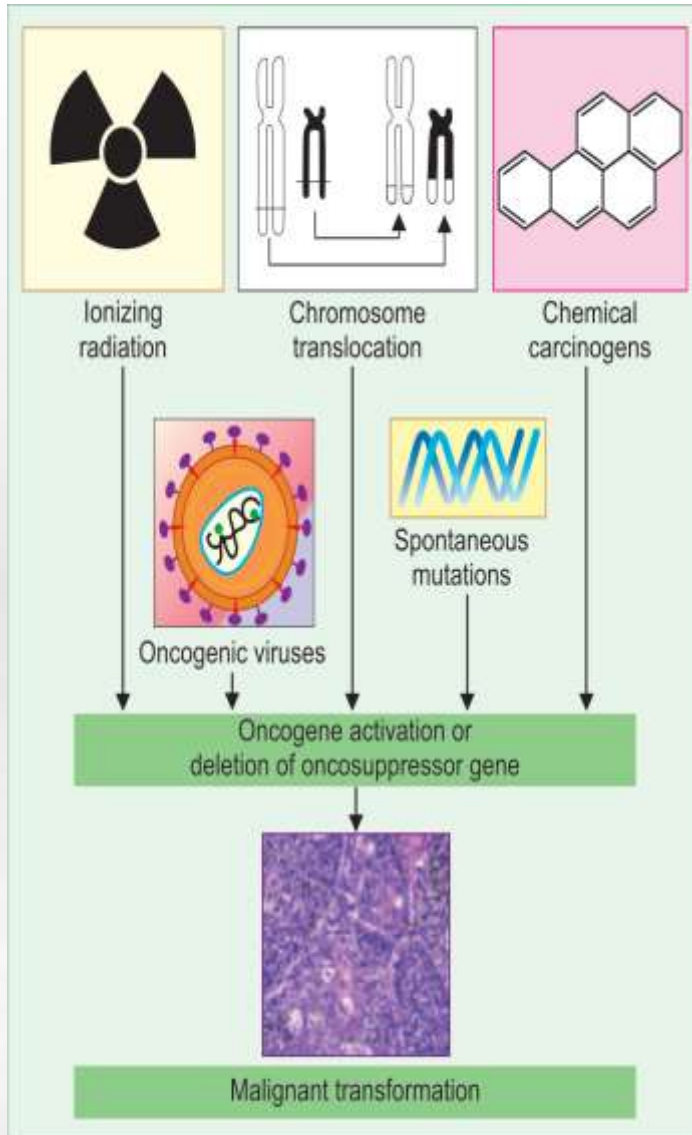 Ionizing
radiation
Chromosome
translocation
Chemical
carcinogens
Oncogenic viruses
Spontaneous
mutations
Oncogene activation or
deletion of oncosuppressor gene
Malignant transformation